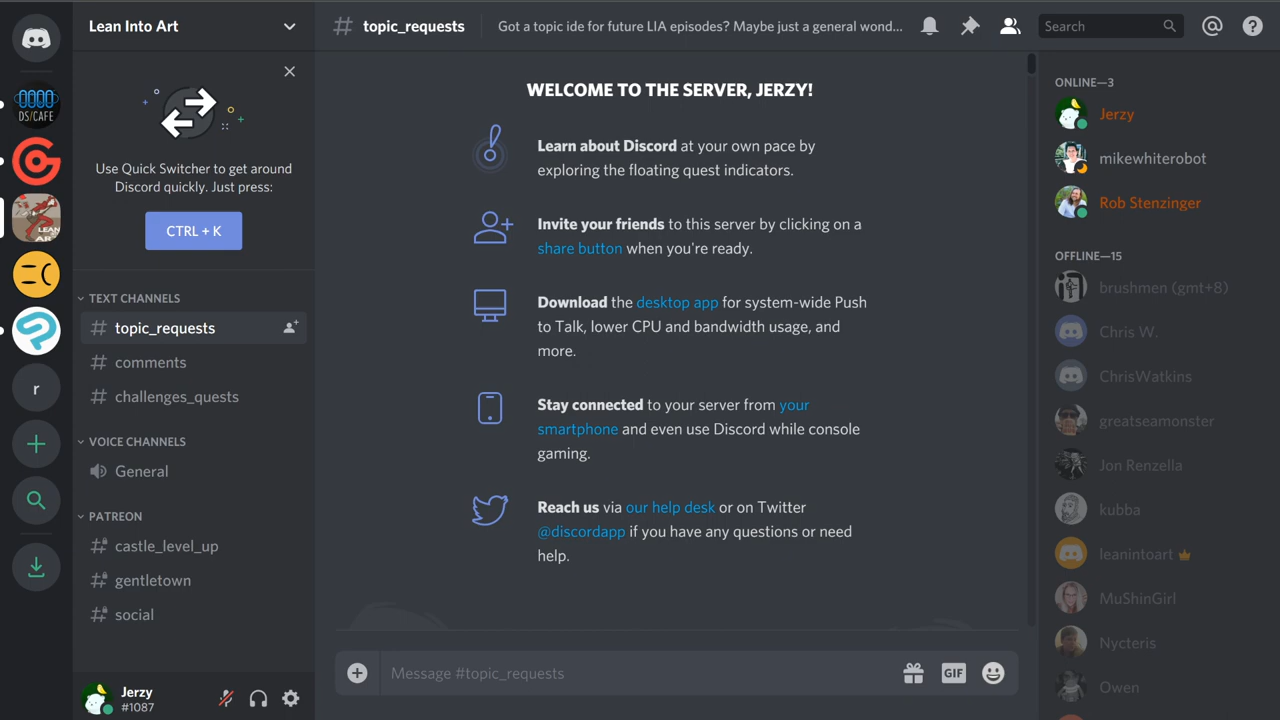 DS/CAFE
LEAN
AR
r
Lean Into Art
Use Quick Switcher to get around
Discord quickly. Just press:
CTRL + K
TEXT CHANNELS
topic_requests
comments
challenges_quests
VOICE CHANNELS
General
PATREON
castle_level_up
gentletown
social
Jerzy
#1087
# topic_requests
Got a topic ide for future LIA episodes? Maybe just a general wond...
Search
WELCOME TO THE SERVER, JERZY!
Learn about Discord at your own pace by
exploring the floating quest indicators.
Invite your friends to this server by clicking on a
share button when you're ready.
Download the desktop app for system-wide Push
to Talk, lower CPU and bandwidth usage, and
more.
Stay connected to your server from your
smartphone and even use Discord while console
gaming.
Reach us via our help desk or on Twitter
@discordapp if you have any questions or need
help.
Message #topic_requests
GIF
ONLINE—3
Jerzy
mikewhiterobot
Rob Stenzinger
OFFLINE—15
brushmen (gmt+8)
Chris W.
ChrisWatkins
greatseamonster
Jon Renzella
kubba
leanintoart
MuShinGirl
Nycteris
Owen